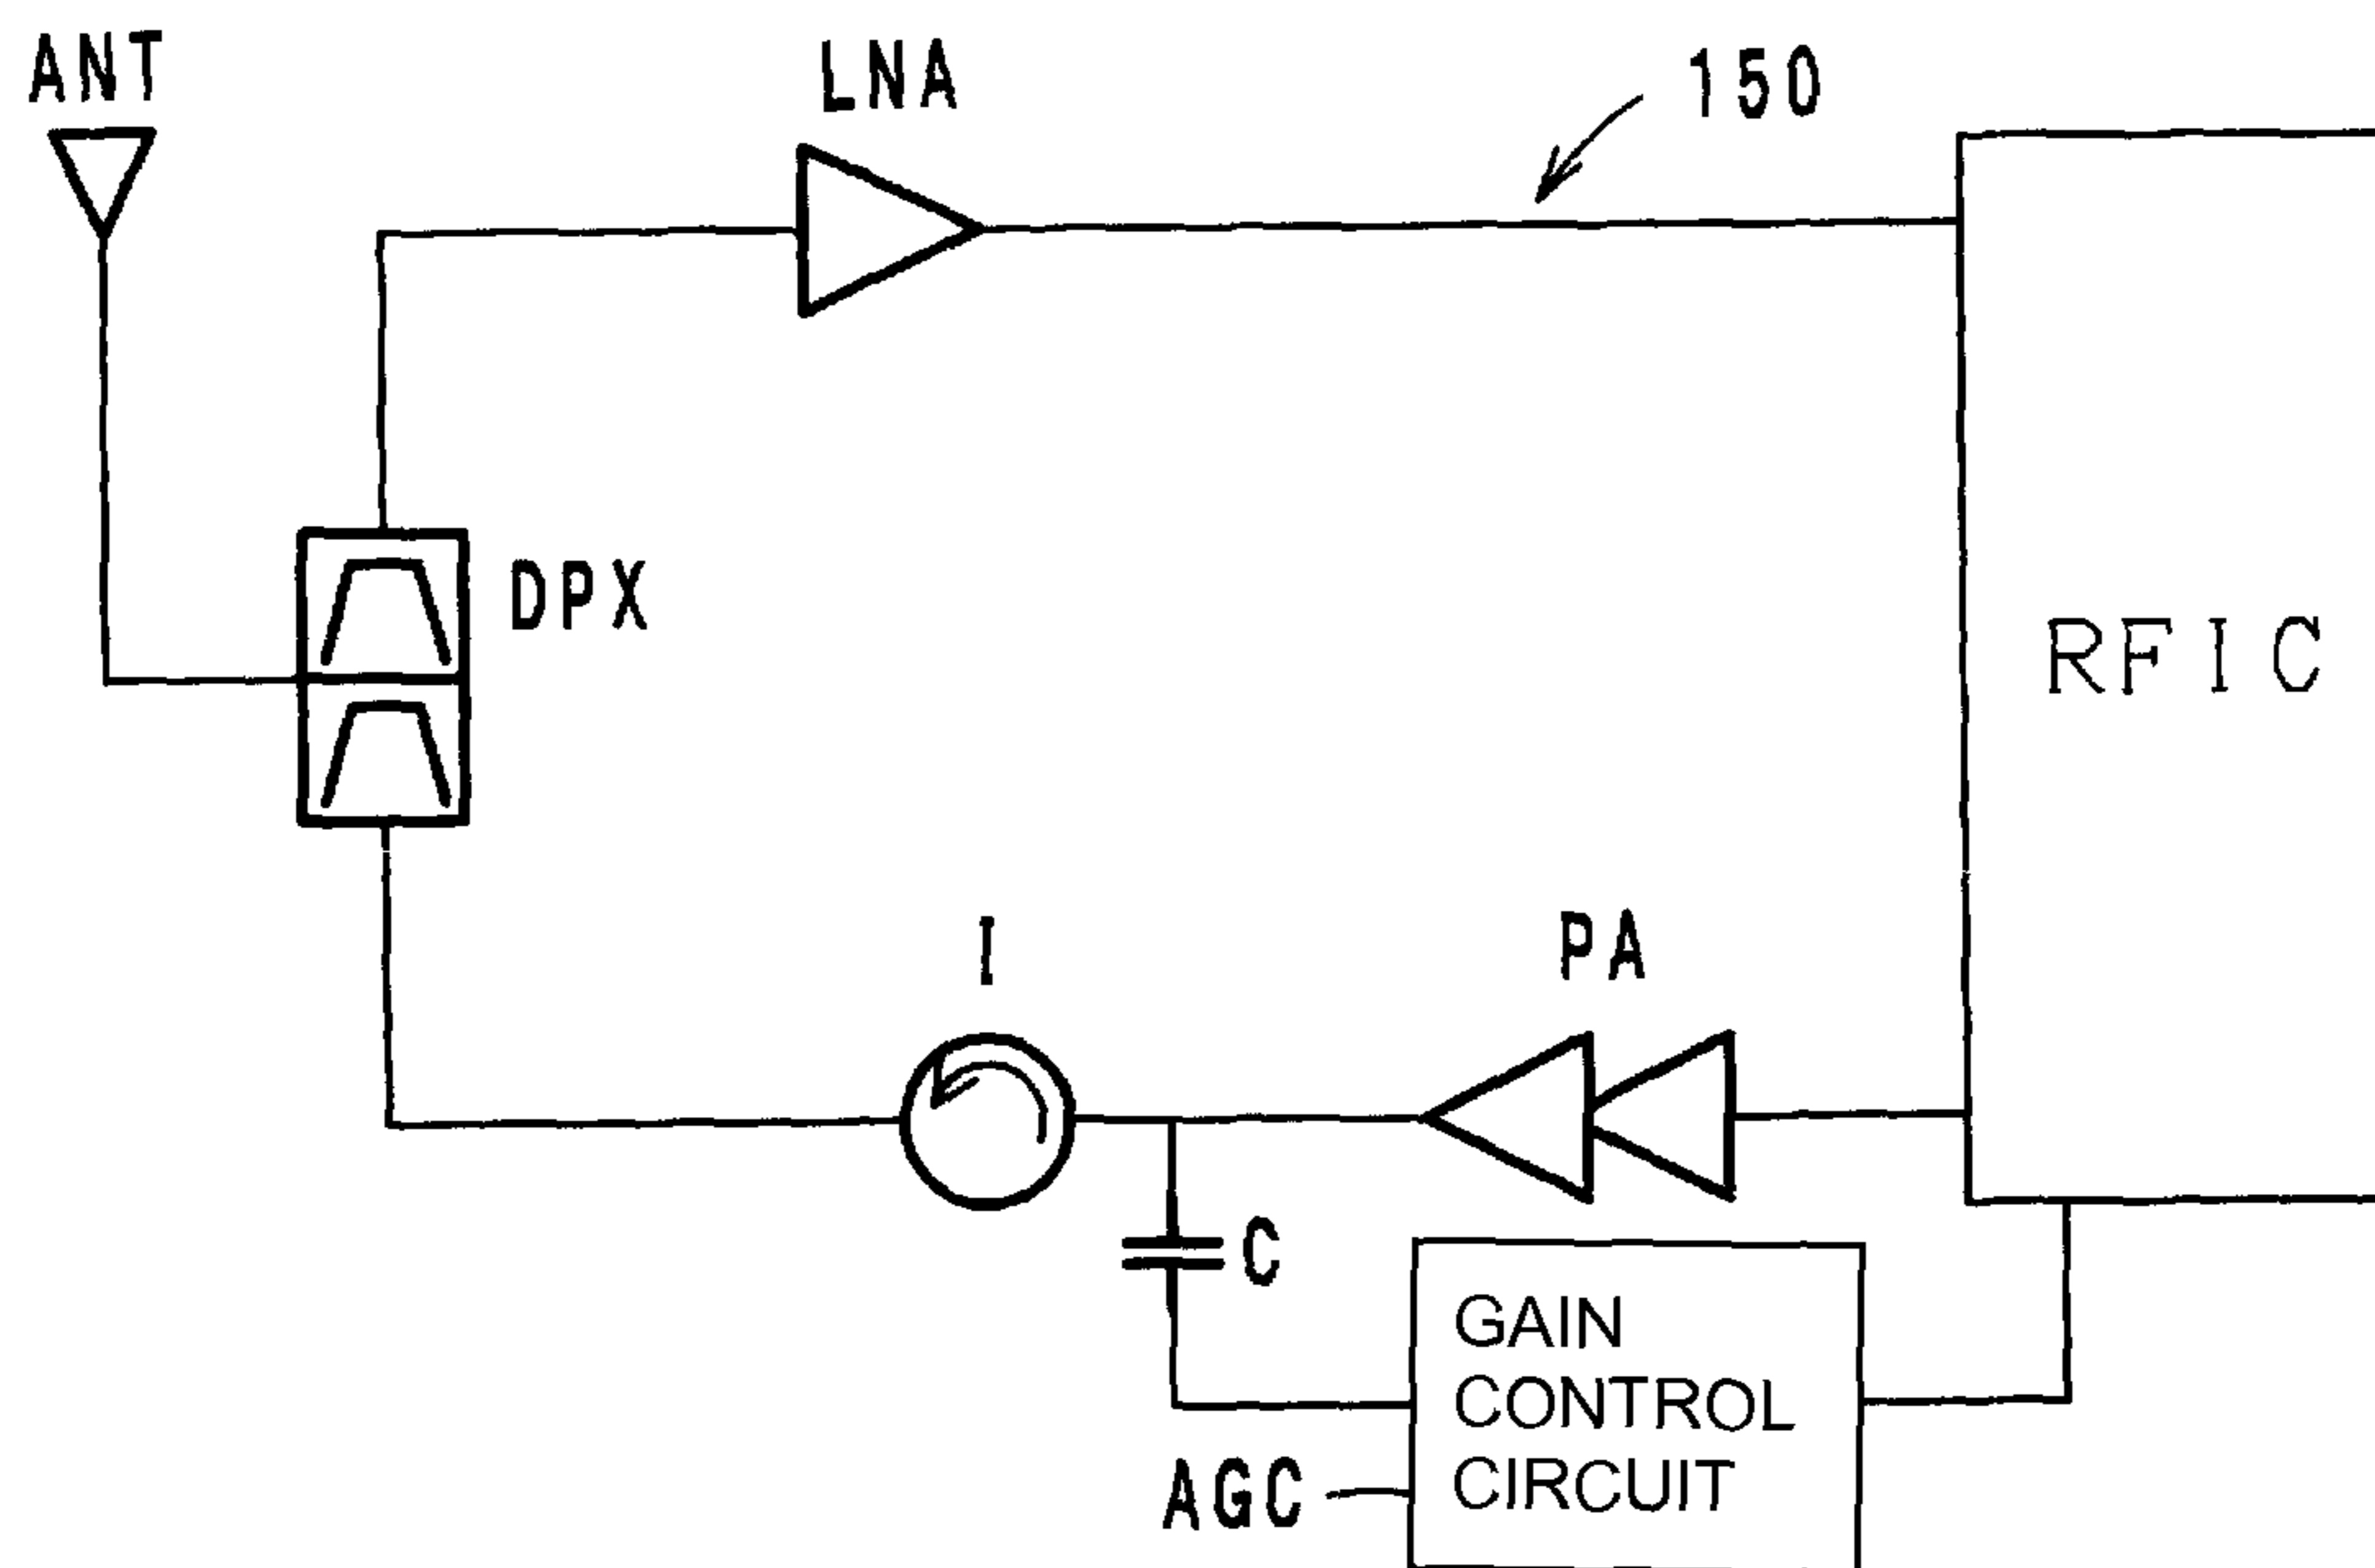 ANT
LNA
150
DPX
RFIC
I
PA
C
GAIN
CONTROL
CIRCUIT
AGC